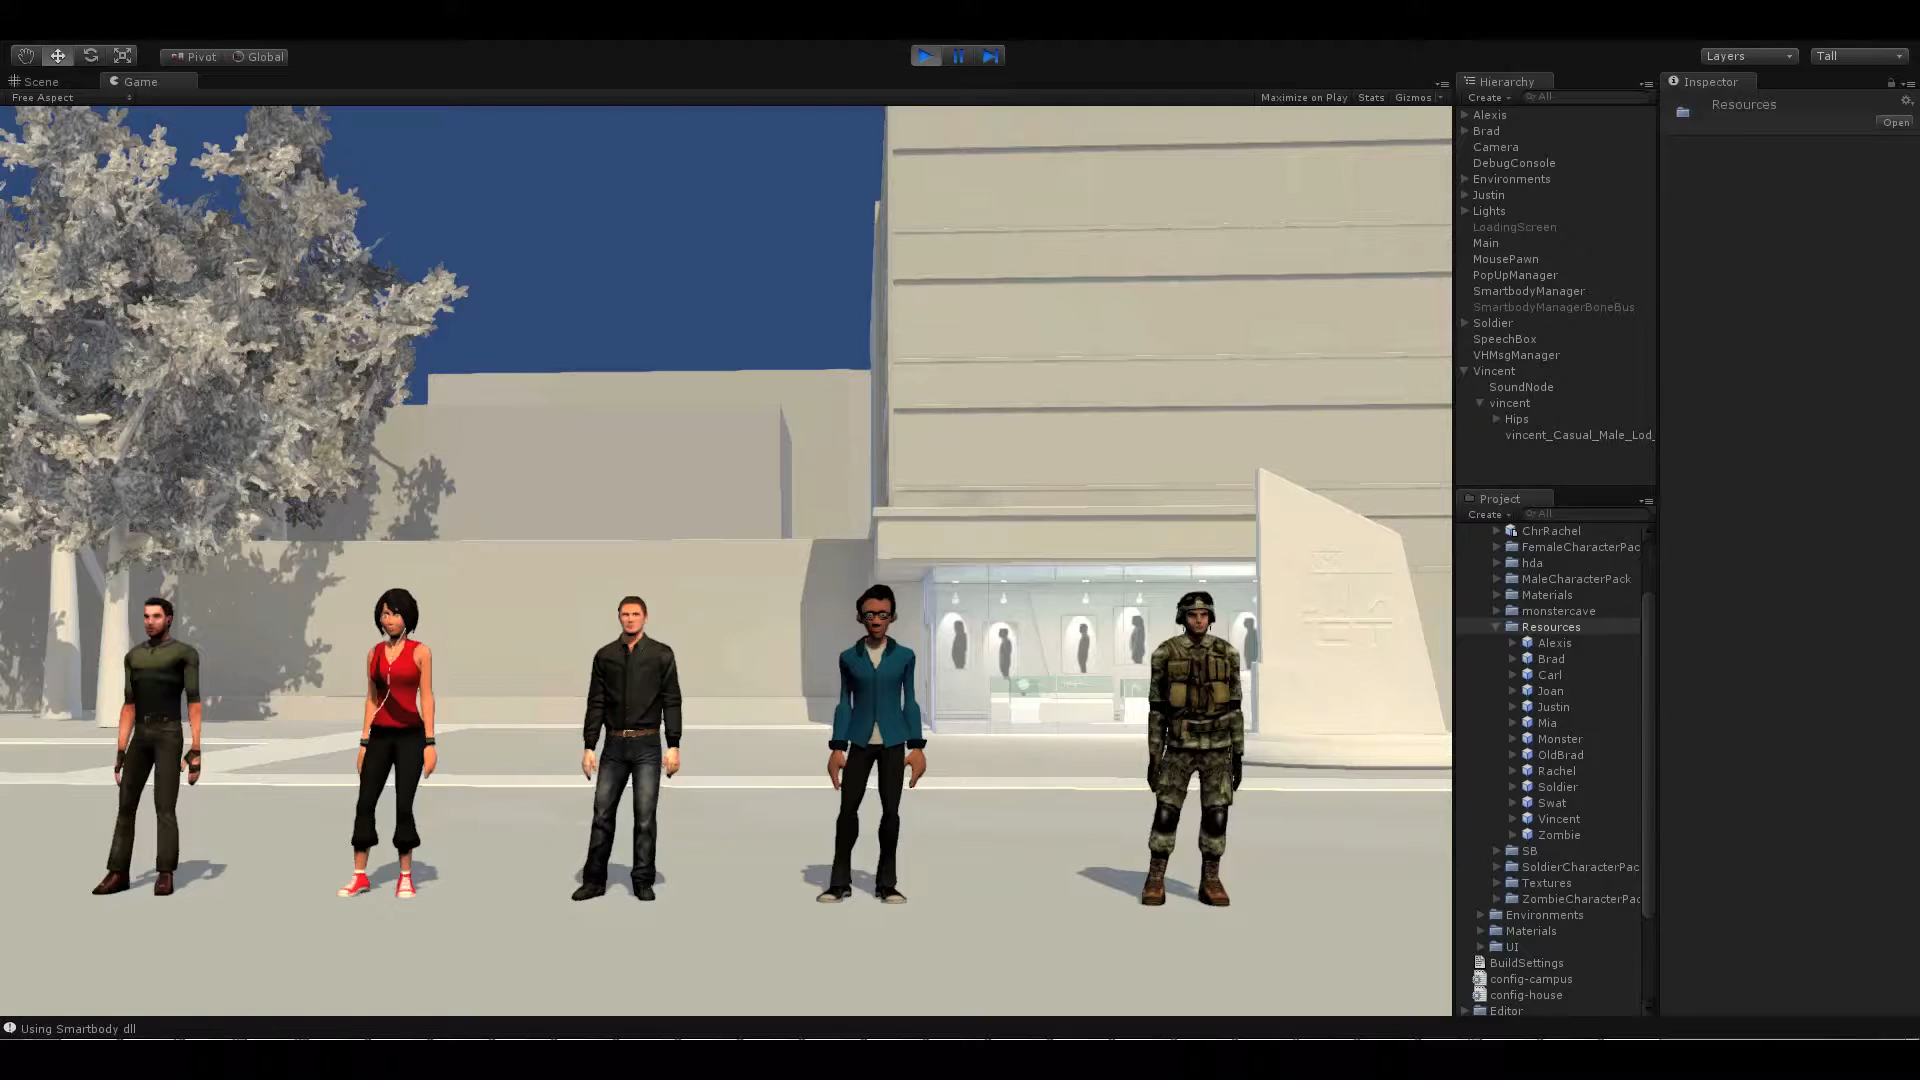 Pivot
Global
Layers
Tall
Scene
Game
Hierarchy
Inspector
Free Aspect
Maximize on Play
Stats
Gizmos
Create
All
Resources
Open
Alexis
Brad
Camera
DebugConsole
Environments
Justin
Lights
LoadingScreen
Main
MousePawn
PopUpManager
SmartbodyManager
SmartbodyManagerBoneBus
Soldier
SpeechBox
VHMsgManager
Vincent
SoundNode
vincent
Hips
vincent_Casual_Male_Lod_
Project
Create
All
ChrRachel
FemaleCharacterPac
hda
MaleCharacterPack
Materials
monstercave
Resources
Alexis
Brad
Carl
Joan
Justin
Mia
Monster
OldBrad
Rachel
Soldier
Swat
Vincent
Zombie
SB
SoldierCharacterPac
Textures
ZombieCharacterPac
Environments
Materials
UI
BuildSettings
config-campus
config-house
Editor
Using Smartbody dll